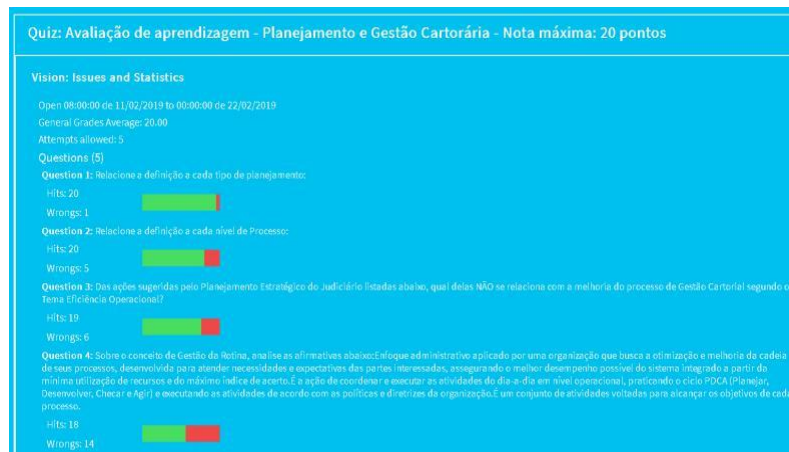 Quiz: Avaliação de aprendizagem - Planejamento e Gestão Cartorária - Nota máxima: 20 pontos
Vision: Issues and Statistics
Open 08:00:00 de 11/02/2019 to 00:00:00 de 22/02/2019
General Grades Average: 20.00
Attempts allowed: 5
Questions (5)
Question 1: Relacione a definição a cada tipo de planejamento:
Hits: 20
Wrongs: 1
Question 2: Relacione a definição a cada nível de Processo:
Hits: 20
Wrongs: 5
Question 3: Das ações sugeridas pelo Planejamento Estratégico do Judiciário listadas abaixo, qual delas NÃO se relaciona com a melhoria do processo de Gestão Cartorial segundo o
Tema Eficiência Operacional?
Hits: 19
Wrongs: 6
Question 4: Sobre o conceito de Gestão da Rotina, analise as afirmativas abaixo:Enfoque administrativo aplicado por uma organização que busca a otimização e melhoria da cadeia
de seus processos, desenvolvida para atender necessidades e expectativas das partes interessadas, assegurando o melhor desempenho possível do sistema integrado a partir da
mínima utilização de recursos e do máximo índice de acerto.É a ação de coordenar e executar as atividades do dia-a-dia em nível operacional, praticando o ciclo PDCA (Planejar,
Desenvolver, Checar e Agir) e executando as atividades de acordo com as políticas e diretrizes da organização.É um conjunto de atividades voltadas para alcançar os objetivos de cada
processo.
Hits: 18
Wrongs: 14